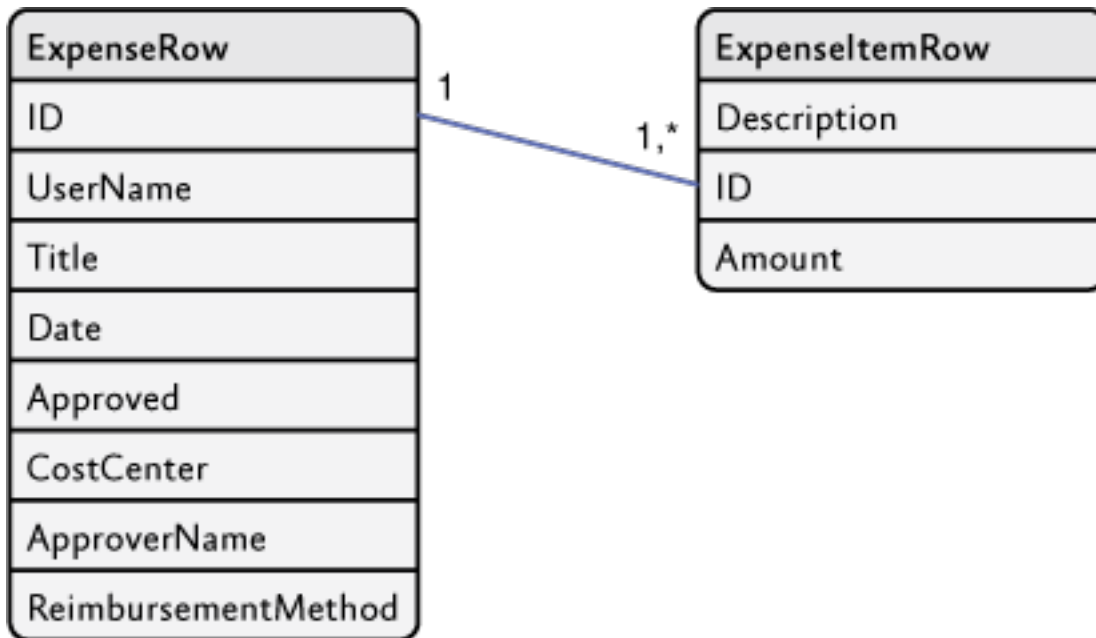 ExpenseRow
ID
UserName
Title
Date
Approved
CostCenter
ApproverName
ReimbursementMethod
1
1,*
ExpenseItemRow
Description
ID
Amount